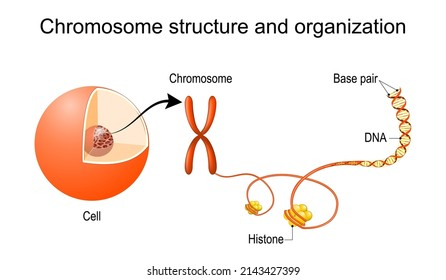 Chromosome structure and organization
Chromosome
Base pair
DNA
Cell
Histone
shutterstock.com · 2143427399